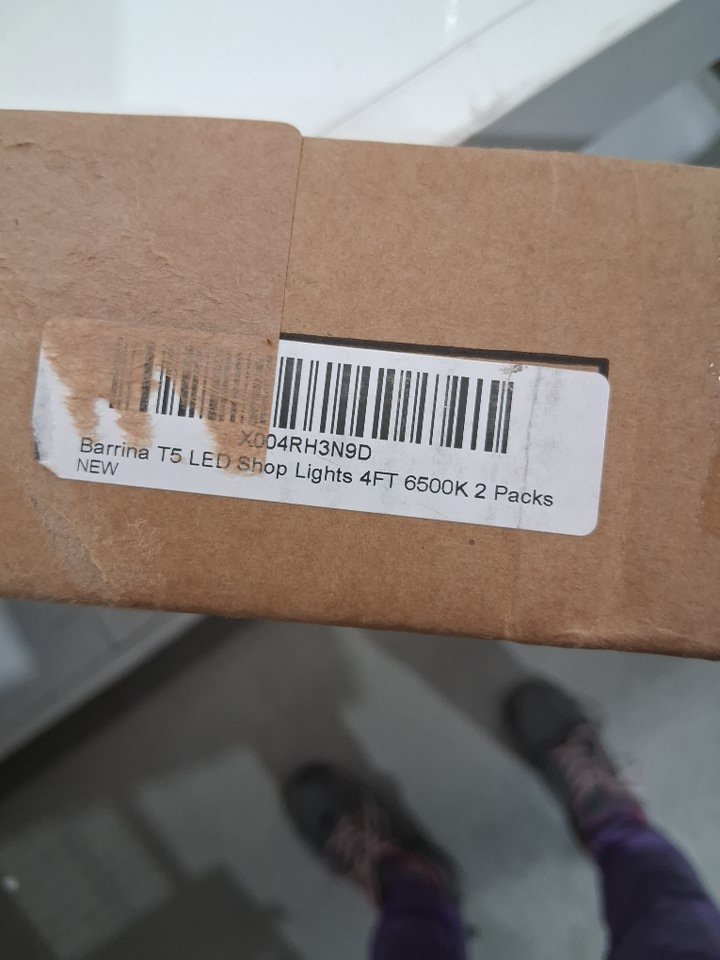 X004RH3N9D
Barrina T5 LED Shop Lights 4FT 6500K 2 Packs
NEW